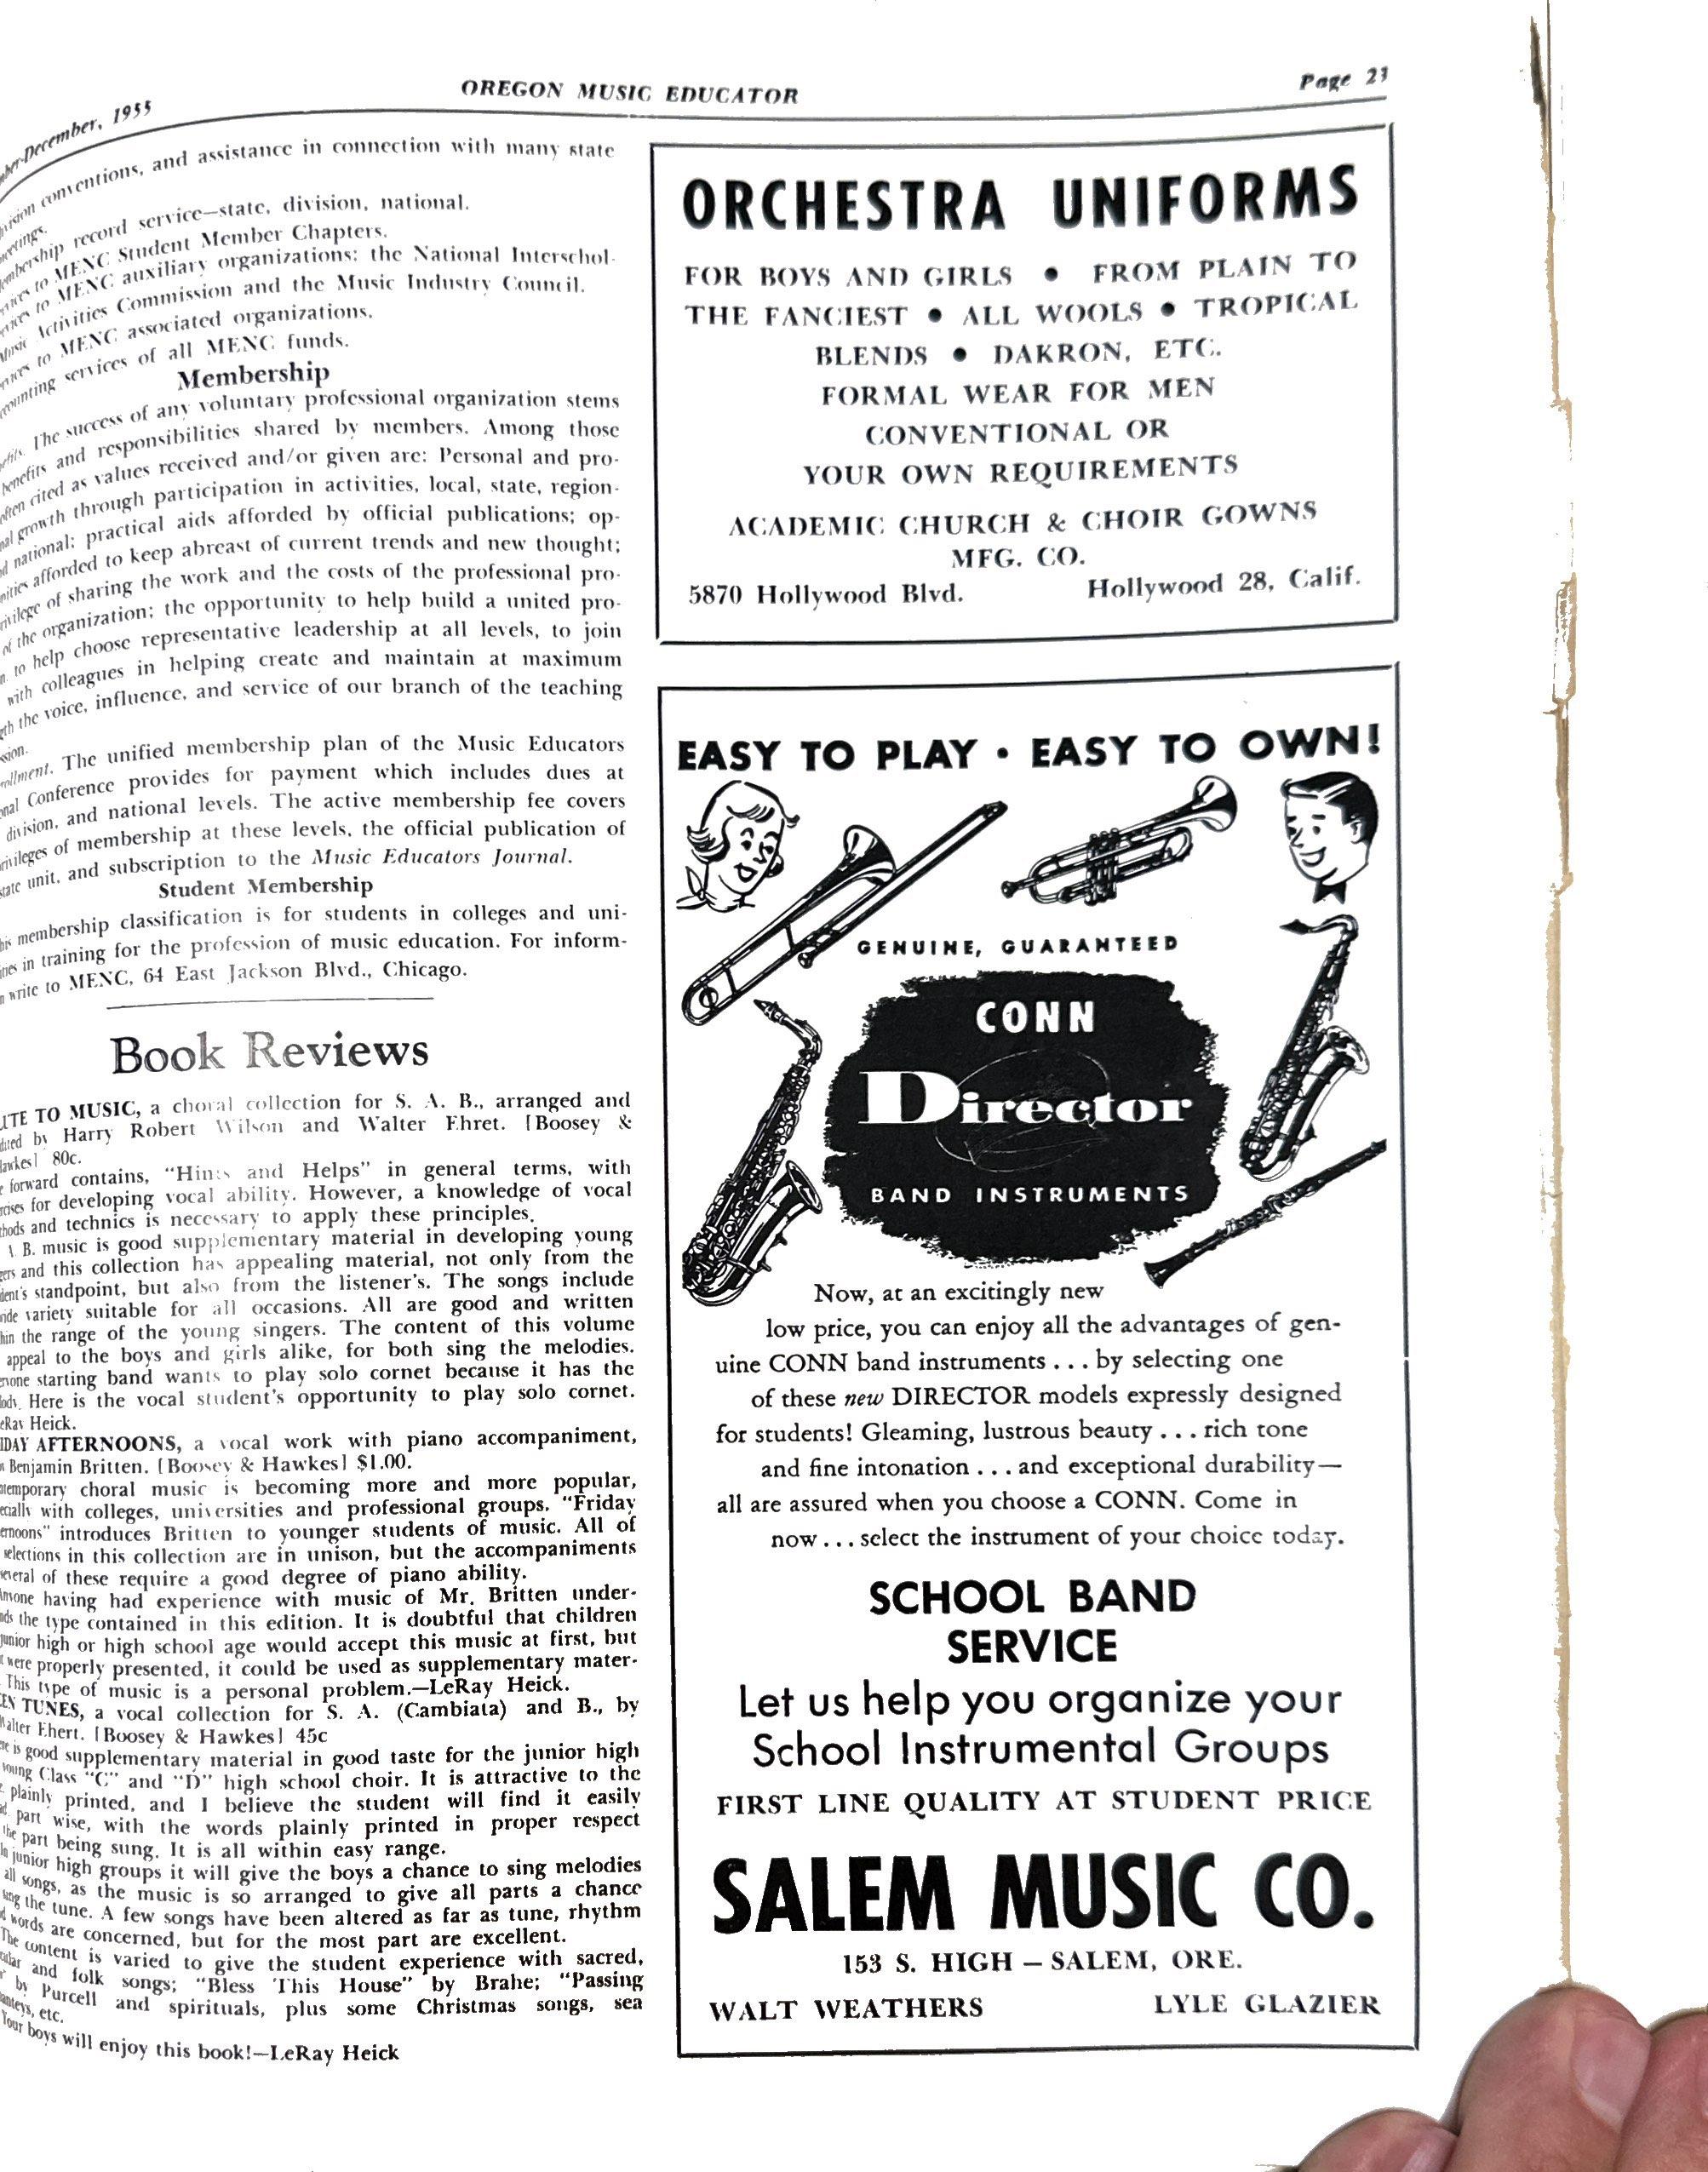 December, 1955
OREGON MUSIC EDUCATOR
Page 23
conventions, and assistance in connection with many state
record service—state, division, national.
to MENC Student Member Chapters.
to MENC auxiliary organizations: the National Interschol-
Activities Commission and the Music Industry Council.
to MENC associated organizations.
services of all MENC funds.
Membership
The success of any voluntary professional organization stems
benefits and responsibilities shared by members. Among those
often cited as values received and/or given are: Personal and pro-
growth through participation in activities, local, state, region-
national; practical aids afforded by official publications; op-
afforded to keep abreast of current trends and new thought;
of sharing the work and the costs of the professional pro-
of the organization; the opportunity to help build a united pro-
to help choose representative leadership at all levels, to join
with colleagues in helping create and maintain at maximum
the voice, influence, and service of our branch of the teaching
The unified membership plan of the Music Educators
Conference provides for payment which includes dues at
division, and national levels. The active membership fee covers
of membership at these levels, the official publication of
unit, and subscription to the Music Educators Journal.
Student Membership
membership classification is for students in colleges and uni-
in training for the profession of music education. For inform-
write to MENC, 64 East Jackson Blvd., Chicago.
Book Reviews
TO MUSIC, a choral collection for S. A. B., arranged and
by Harry Robert Wilson and Walter Ehret. [Boosey &
80c.
forward contains, "Hints and Helps" in general terms, with
for developing vocal ability. However, a knowledge of vocal
and technics is necessary to apply these principles.
B. music is good supplementary material in developing young
and this collection has appealing material, not only from the
standpoint, but also from the listener's. The songs include
variety suitable for all occasions. All are good and written
the range of the young singers. The content of this volume
appeal to the boys and girls alike, for both sing the melodies.
starting band wants to play solo cornet because it has the
Here is the vocal student's opportunity to play solo cornet.
Heick.
AFTERNOONS, a vocal work with piano accompaniment,
Benjamin Britten. [Boosey & Hawkes] $1.00.
choral music is becoming more and more popular,
with colleges, universities and professional groups. "Friday
introduces Britten to younger students of music. All of
selections in this collection are in unison, but the accompaniments
of these require a good degree of piano ability.
having had experience with music of Mr. Britten under-
the type contained in this edition. It is doubtful that children
high or high school age would accept this music at first, but
were properly presented, it could be used as supplementary mater-
This type of music is a personal problem.—LeRay Heick.
TUNES, a vocal collection for S. A. (Cambiata) and B., by
Ehert. [Boosey & Hawkes] 45c
is good supplementary material in good taste for the junior high
young Class "C" and "D" high school choir. It is attractive to the
plainly printed, and I believe the student will find it easily
part wise, with the words plainly printed in proper respect
the part being sung. It is all within easy range.
junior high groups it will give the boys a chance to sing melodies
all songs, as the music is so arranged to give all parts a chance
the tune. A few songs have been altered as far as tune, rhythm
words are concerned, but for the most part are excellent.
The content is varied to give the student experience with sacred,
and folk songs; "Bless This House" by Brahe; "Passing
by Purcell and spirituals, plus some Christmas songs, sea
etc.
Your boys will enjoy this book!—LeRay Heick
ORCHESTRA UNIFORMS
FOR BOYS AND GIRLS • FROM PLAIN TO
THE FANCIEST • ALL WOOLS • TROPICAL
BLENDS • DAKRON, ETC.
FORMAL WEAR FOR MEN
CONVENTIONAL OR
YOUR OWN REQUIREMENTS
ACADEMIC CHURCH & CHOIR GOWNS
MFG. CO.
5870 Hollywood Blvd. Hollywood 28, Calif.
EASY TO PLAY • EASY TO OWN!
GENUINE, GUARANTEED
CONN
Director
BAND INSTRUMENTS
Now, at an excitingly new
low price, you can enjoy all the advantages of gen-
uine CONN band instruments . . . by selecting one
of these new DIRECTOR models expressly designed
for students! Gleaming, lustrous beauty . . . rich tone
and fine intonation . . . and exceptional durability—
all are assured when you choose a CONN. Come in
now . . . select the instrument of your choice today.
SCHOOL BAND
SERVICE
Let us help you organize your
School Instrumental Groups
FIRST LINE QUALITY AT STUDENT PRICE
SALEM MUSIC CO.
153 S. HIGH — SALEM, ORE.
WALT WEATHERS LYLE GLAZIER